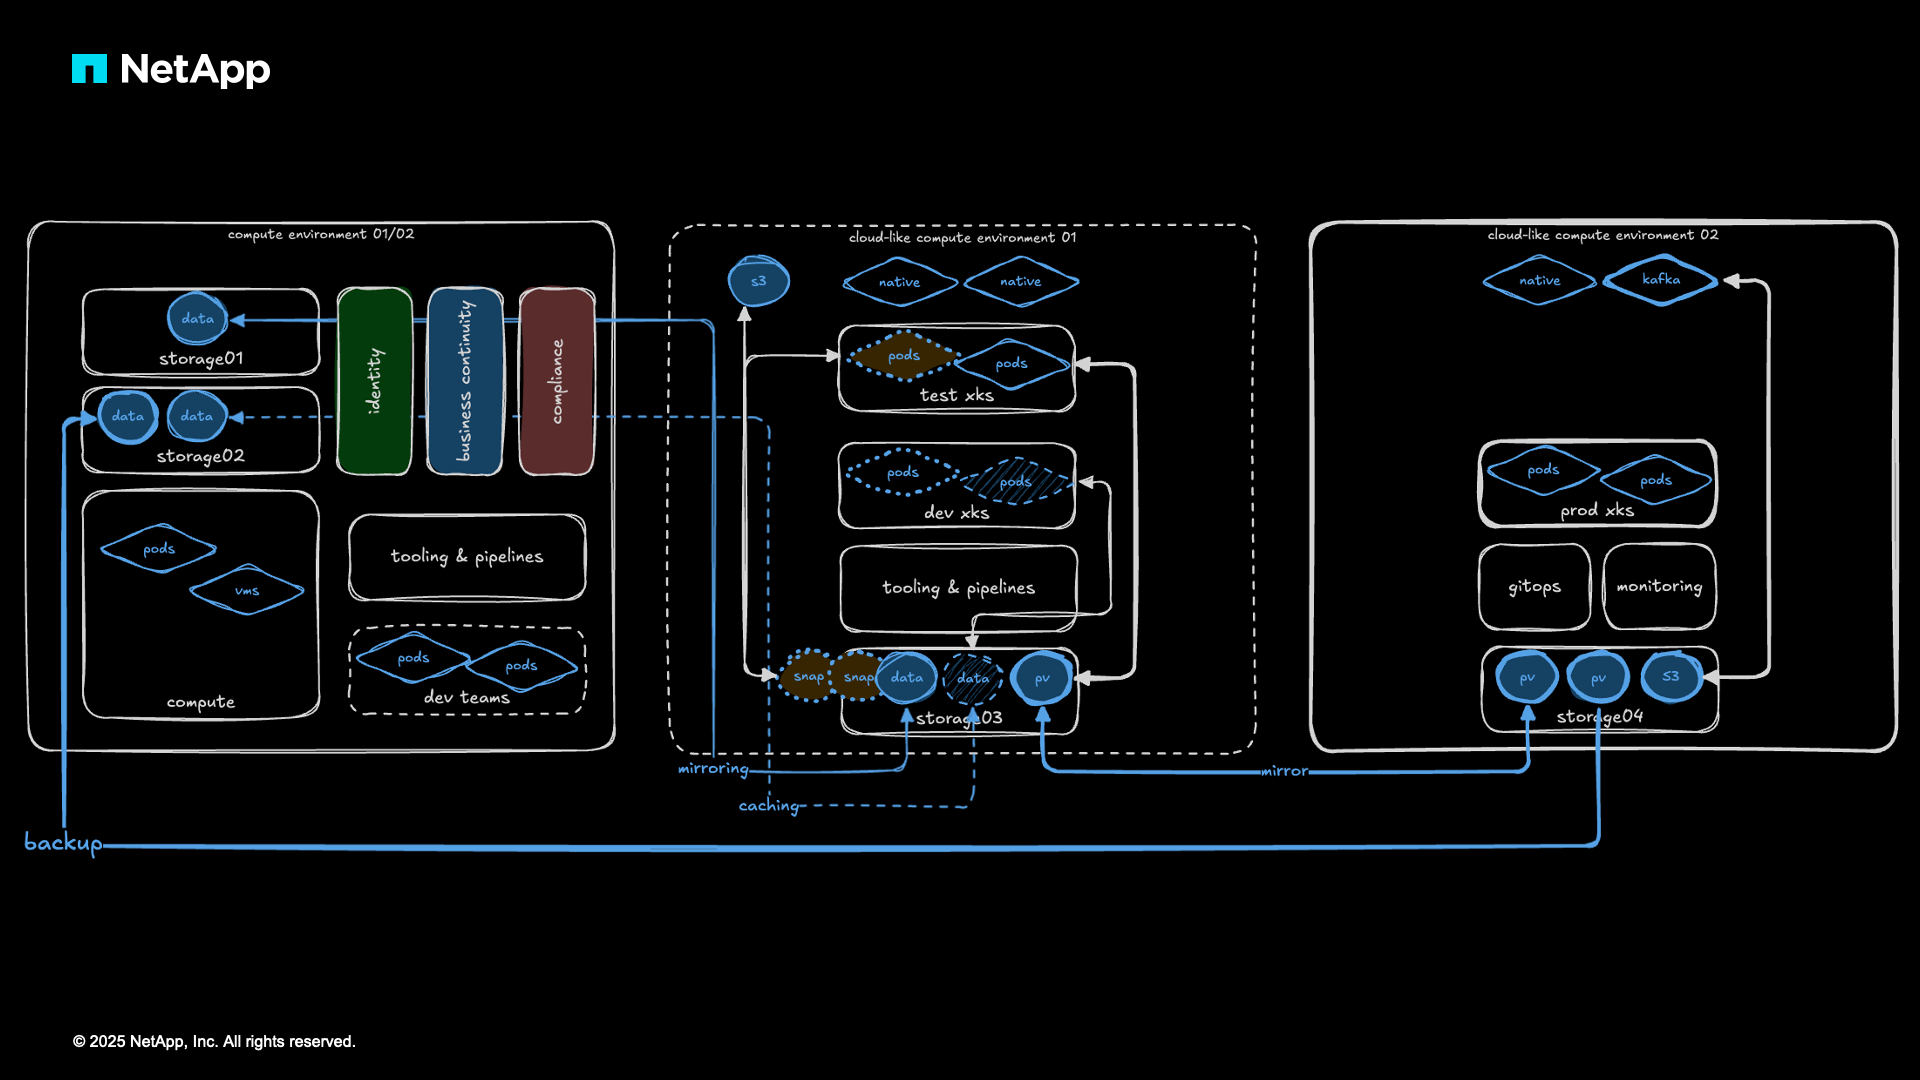 NetApp
compute environment 01/02
data
storage01
data
data
storage02
identity
business continuity
compliance
pods
vms
compute
tooling & pipelines
pods
pods
dev teams
cloud-like compute environment 01
s3
native
native
pods
pods
test xks
pods
pods
dev xks
tooling & pipelines
snap
snap
data
data
pv
storage03
cloud-like compute environment 02
native
kafka
pods
pods
prod xks
gitops
monitoring
pv
pv
S3
storage04
mirroring
mirror
caching
backup
© 2025 NetApp, Inc. All rights reserved.